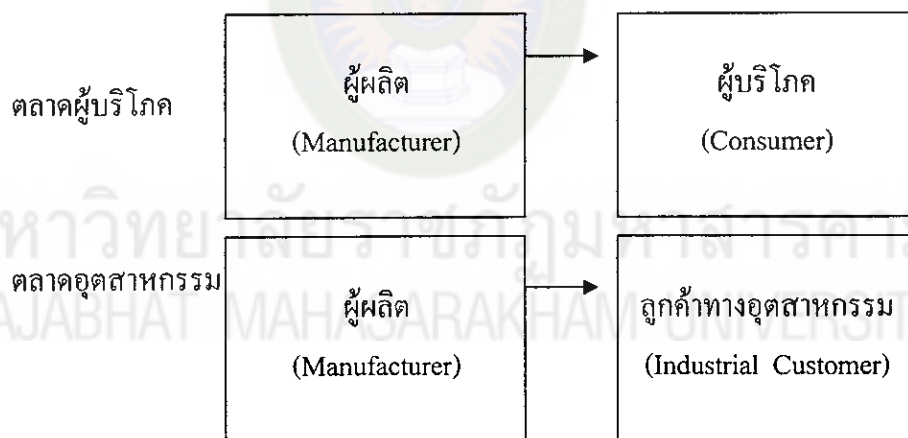 ตลาดผู้บริโภค
ผู้ผลิต
(Manufacturer)
ผู้บริโภค
(Consumer)
ตลาดอุตสาหกรรม
ผู้ผลิต
(Manufacturer)
ลูกค้าทางอุตสาหกรรม
(Industrial Customer)